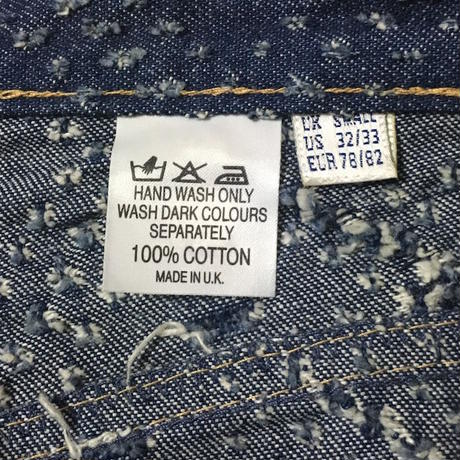 HAND WASH ONLY
WASH DARK COLOURS
SEPARATELY
100% COTTON
MADE IN U.K.
UK SMALL
US 32/33
EUR 78/82